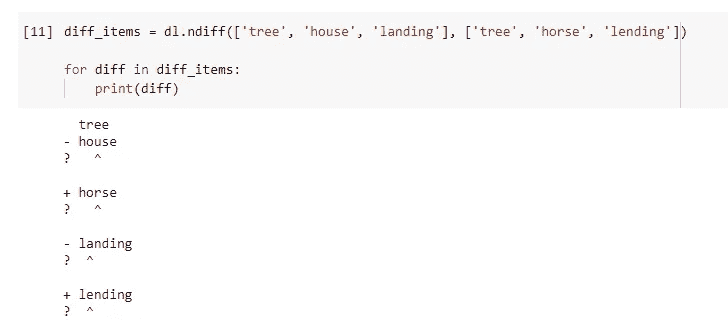 [11] diff_items = dl.ndiff(['tree', 'house', 'landing'], ['tree', 'horse', 'lending'])
for diff in diff_items:
    print(diff)
  tree
- house
?   ^
+ horse
?   ^
- landing
?  ^
+ lending
?  ^